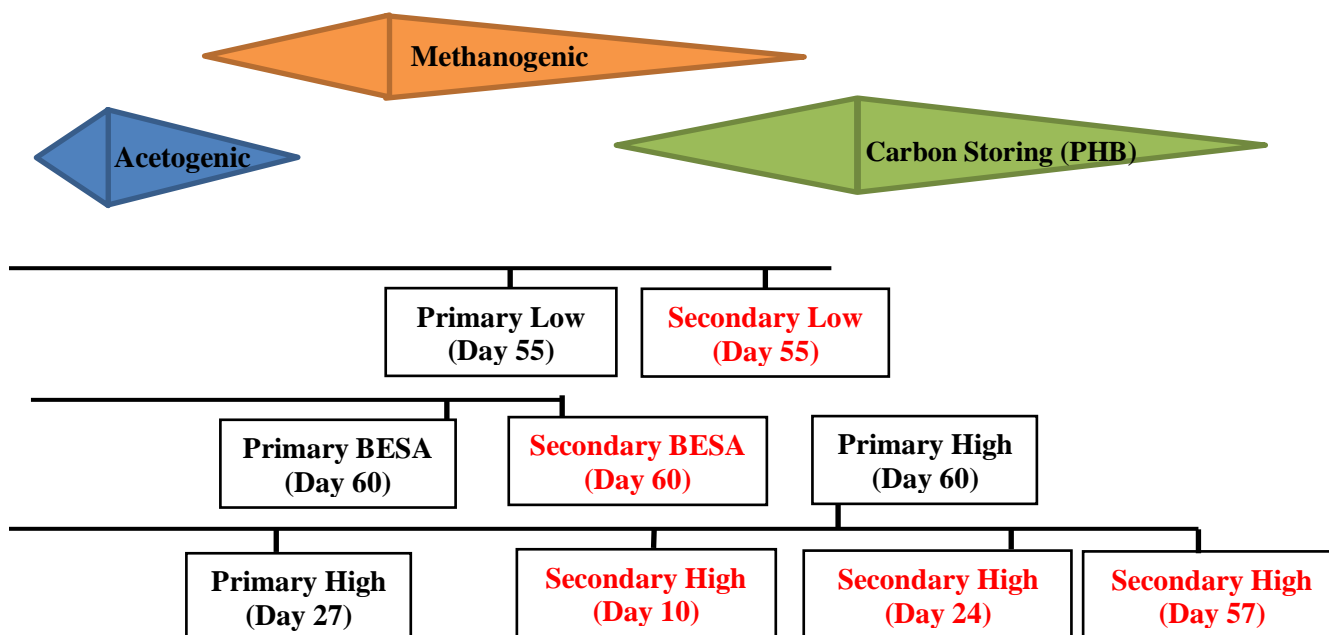 Methanogenic
Acetogenic
Carbon Storing (PHB)
Primary Low
(Day 55)
Secondary Low
(Day 55)
Primary BESA
(Day 60)
Secondary BESA
(Day 60)
Primary High
(Day 60)
Primary High
(Day 27)
Secondary High
(Day 10)
Secondary High
(Day 24)
Secondary High
(Day 57)